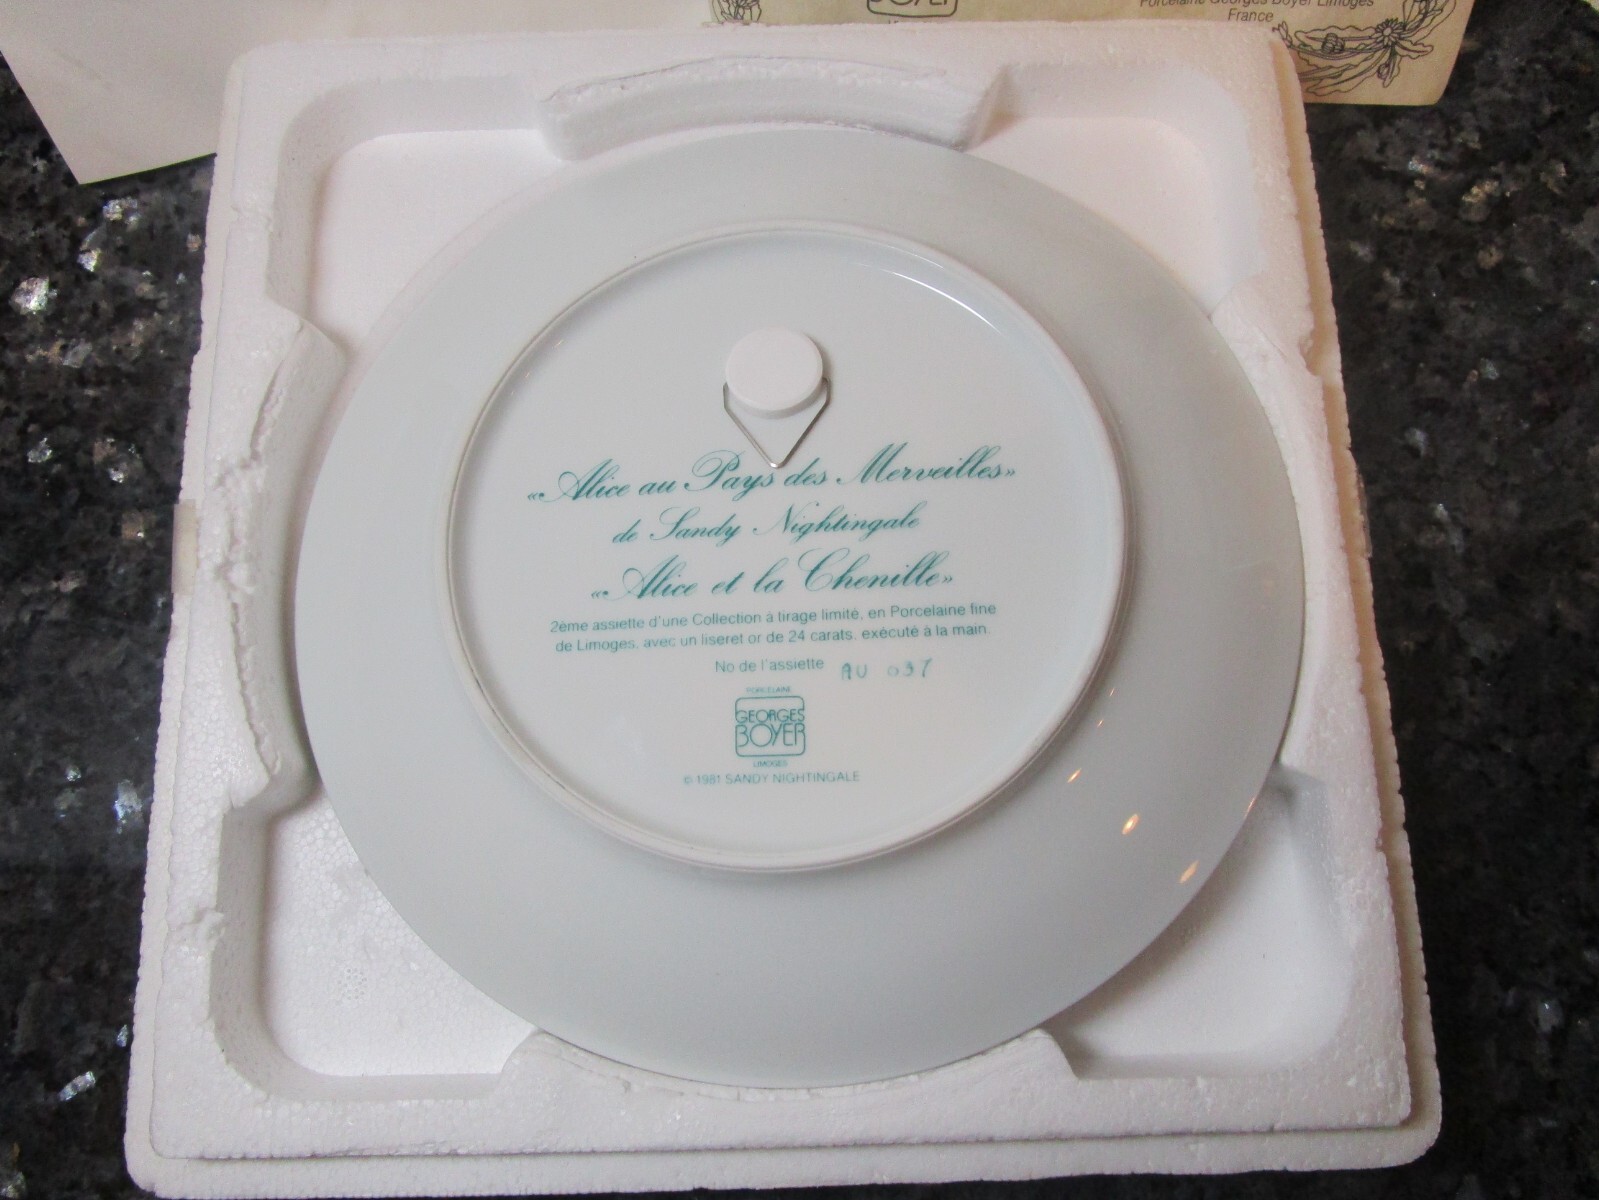 BOYER
Porcelaine Georges Boyer Limoges
France
«Alice au Pays des Merveilles»
de Sandy Nightingale
«Alice et la Chenille»
2ème assiette d'une Collection à tirage limité, en Porcelaine fine
de Limoges, avec un liseret or de 24 carats, exécuté à la main.
No de l'assiette AU 037
PORCELAINE
GEORGES
BOYER
LIMOGES
© 1981 SANDY NIGHTINGALE